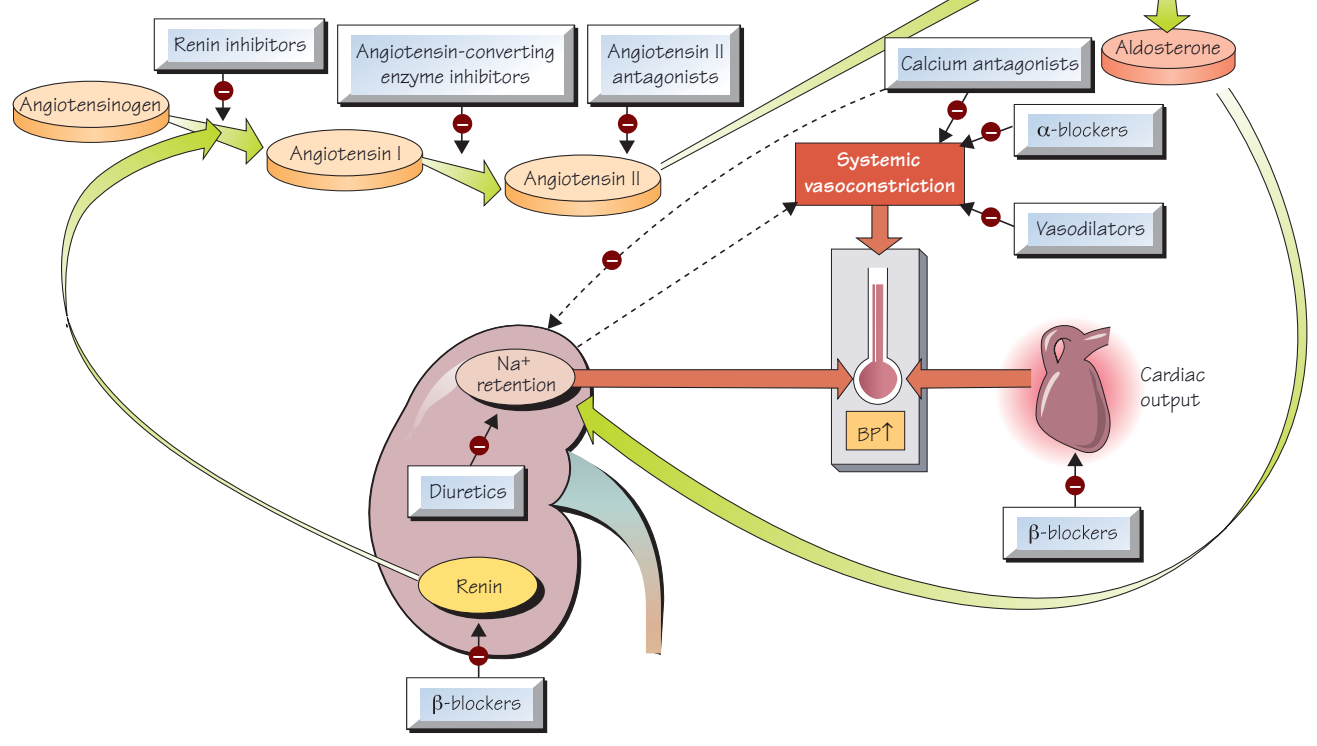 Renin inhibitors
Angiotensin-converting
enzyme inhibitors
Angiotensin II
antagonists
Calcium antagonists
Aldosterone
Angiotensinogen
Angiotensin I
Angiotensin II
α-blockers
Systemic
vasoconstriction
Vasodilators
Na⁺
retention
BP↑
Cardiac
output
Diuretics
β-blockers
Renin
β-blockers